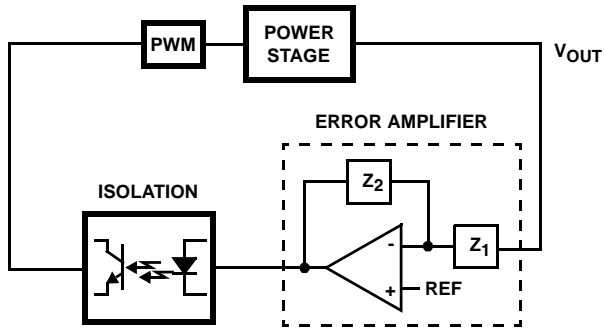 PWM
POWER
STAGE
VOUT
ERROR AMPLIFIER
ISOLATION
Z2
-
Z1
+
REF